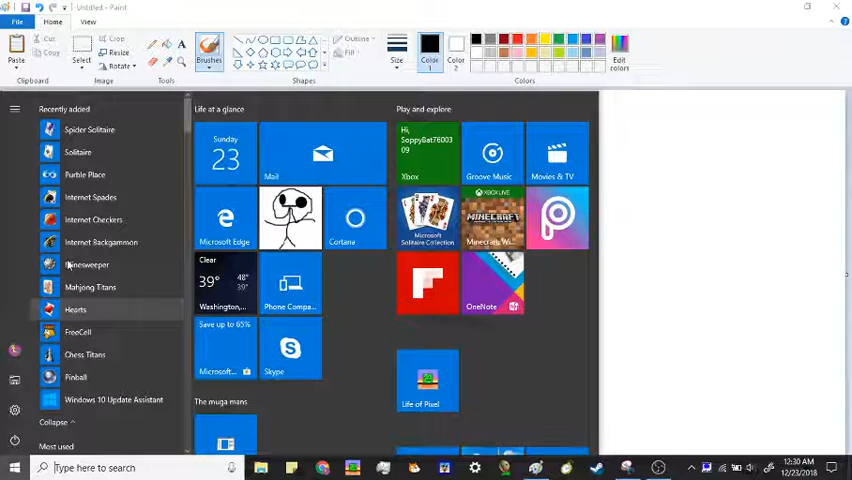 Untitled - Paint
File
Home
View
Paste
Cut
Copy
Clipboard
Select
Crop
Resize
Rotate
Image
Tools
Brushes
Shapes
Outline
Fill
Size
Color 1
Color 2
Colors
Edit colors
Recently added
Spider Solitaire
Solitaire
Purble Place
Internet Spades
Internet Checkers
Internet Backgammon
Minesweeper
Mahjong Titans
Hearts
FreeCell
Chess Titans
Pinball
Windows 10 Update Assistant
Collapse
Most used
Life at a glance
Sunday
23
Mail
Microsoft Edge
Cortana
Clear
39° 48°
39°
Washington,...
Phone Compa...
Save up to 65%
Microsoft...
Skype
The muga mans
Play and explore
Hi,
SoppyBat76003
09
Xbox
Groove Music
Movies & TV
Microsoft
Solitaire Collection
XBOX LIVE
MINECRAFT
Minecraft: Wi...
OneNote
Life of Pixel
Type here to search
12:30 AM
12/23/2018